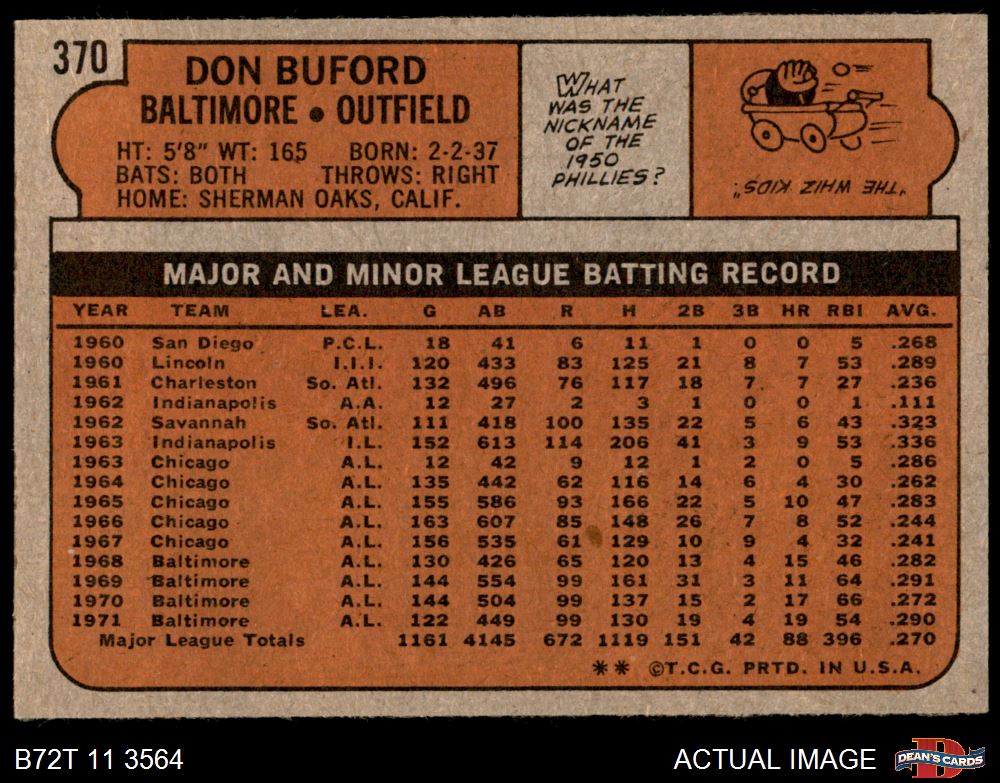 370
DON BUFORD
BALTIMORE • OUTFIELD
HT: 5'8" WT: 165 BORN: 2-2-37
BATS: BOTH THROWS: RIGHT
HOME: SHERMAN OAKS, CALIF.
WHAT
WAS THE
NICKNAME
OF THE
1950
PHILLIES?
"THE WHIZ KIDS."
MAJOR AND MINOR LEAGUE BATTING RECORD
YEAR TEAM LEA. G AB R H 2B 3B HR RBI AVG.
1960 San Diego P.C.L. 18 41 6 11 1 0 0 5 .268
1960 Lincoln I.I.I. 120 433 83 125 21 8 7 53 .289
1961 Charleston So. Atl. 132 496 76 117 18 7 7 27 .236
1962 Indianapolis A.A. 12 27 2 3 1 0 0 1 .111
1962 Savannah So. Atl. 111 418 100 135 22 5 6 43 .323
1963 Indianapolis I.L. 152 613 114 206 41 3 9 53 .336
1963 Chicago A.L. 12 42 9 12 1 2 0 5 .286
1964 Chicago A.L. 135 442 62 116 14 6 4 30 .262
1965 Chicago A.L. 155 586 93 166 22 5 10 47 .283
1966 Chicago A.L. 163 607 85 148 26 7 8 52 .244
1967 Chicago A.L. 156 535 61 129 10 9 4 32 .241
1968 Baltimore A.L. 130 426 65 120 13 4 15 46 .282
1969 Baltimore A.L. 144 554 99 161 31 3 11 64 .291
1970 Baltimore A.L. 144 504 99 137 15 2 17 66 .272
1971 Baltimore A.L. 122 449 99 130 19 4 19 54 .290
Major League Totals 1161 4145 672 1119 151 42 88 396 .270
** ©T.C.G. PRTD. IN U.S.A.
B72T 11 3564
ACTUAL IMAGE
D
DEAN'S CARDS